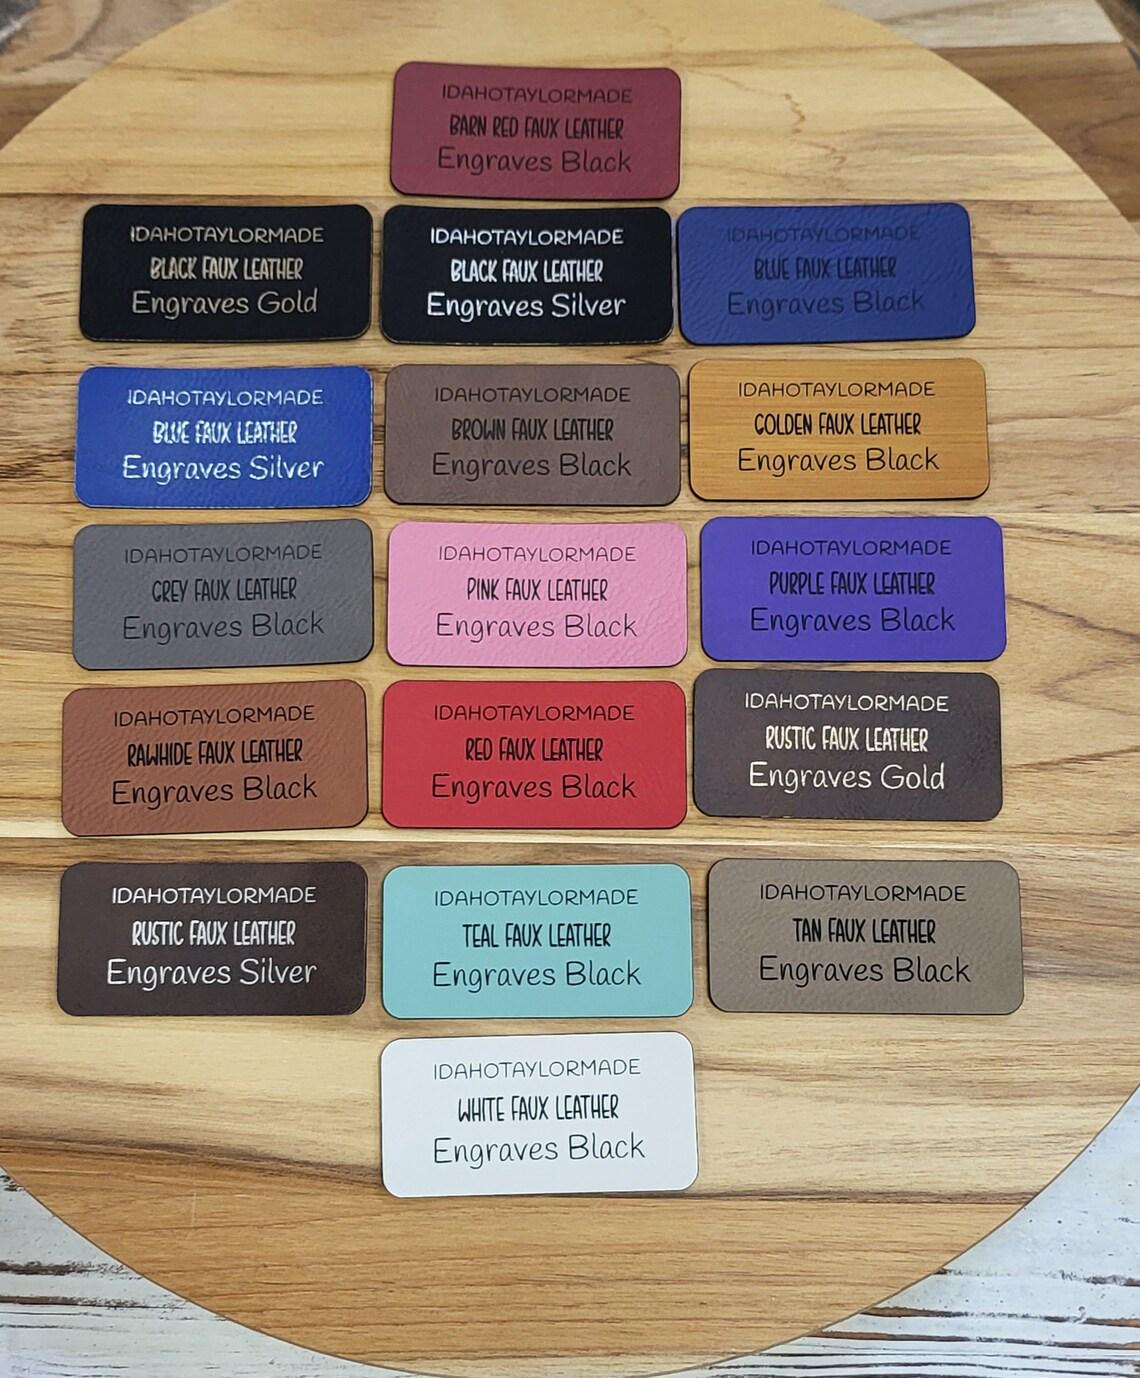 IDAHOTAYLORMADE
BARN RED FAUX LEATHER
Engraves Black
IDAHOTAYLORMADE
BLACK FAUX LEATHER
Engraves Gold
IDAHOTAYLORMADE
BLACK FAUX LEATHER
Engraves Silver
IDAHOTAYLORMADE
BLUE FAUX LEATHER
Engraves Black
IDAHOTAYLORMADE
BLUE FAUX LEATHER
Engraves Silver
IDAHOTAYLORMADE
BROWN FAUX LEATHER
Engraves Black
IDAHOTAYLORMADE
GOLDEN FAUX LEATHER
Engraves Black
IDAHOTAYLORMADE
GREY FAUX LEATHER
Engraves Black
IDAHOTAYLORMADE
PINK FAUX LEATHER
Engraves Black
IDAHOTAYLORMADE
PURPLE FAUX LEATHER
Engraves Black
IDAHOTAYLORMADE
RAWHIDE FAUX LEATHER
Engraves Black
IDAHOTAYLORMADE
RED FAUX LEATHER
Engraves Black
IDAHOTAYLORMADE
RUSTIC FAUX LEATHER
Engraves Gold
IDAHOTAYLORMADE
RUSTIC FAUX LEATHER
Engraves Silver
IDAHOTAYLORMADE
TEAL FAUX LEATHER
Engraves Black
IDAHOTAYLORMADE
TAN FAUX LEATHER
Engraves Black
IDAHOTAYLORMADE
WHITE FAUX LEATHER
Engraves Black